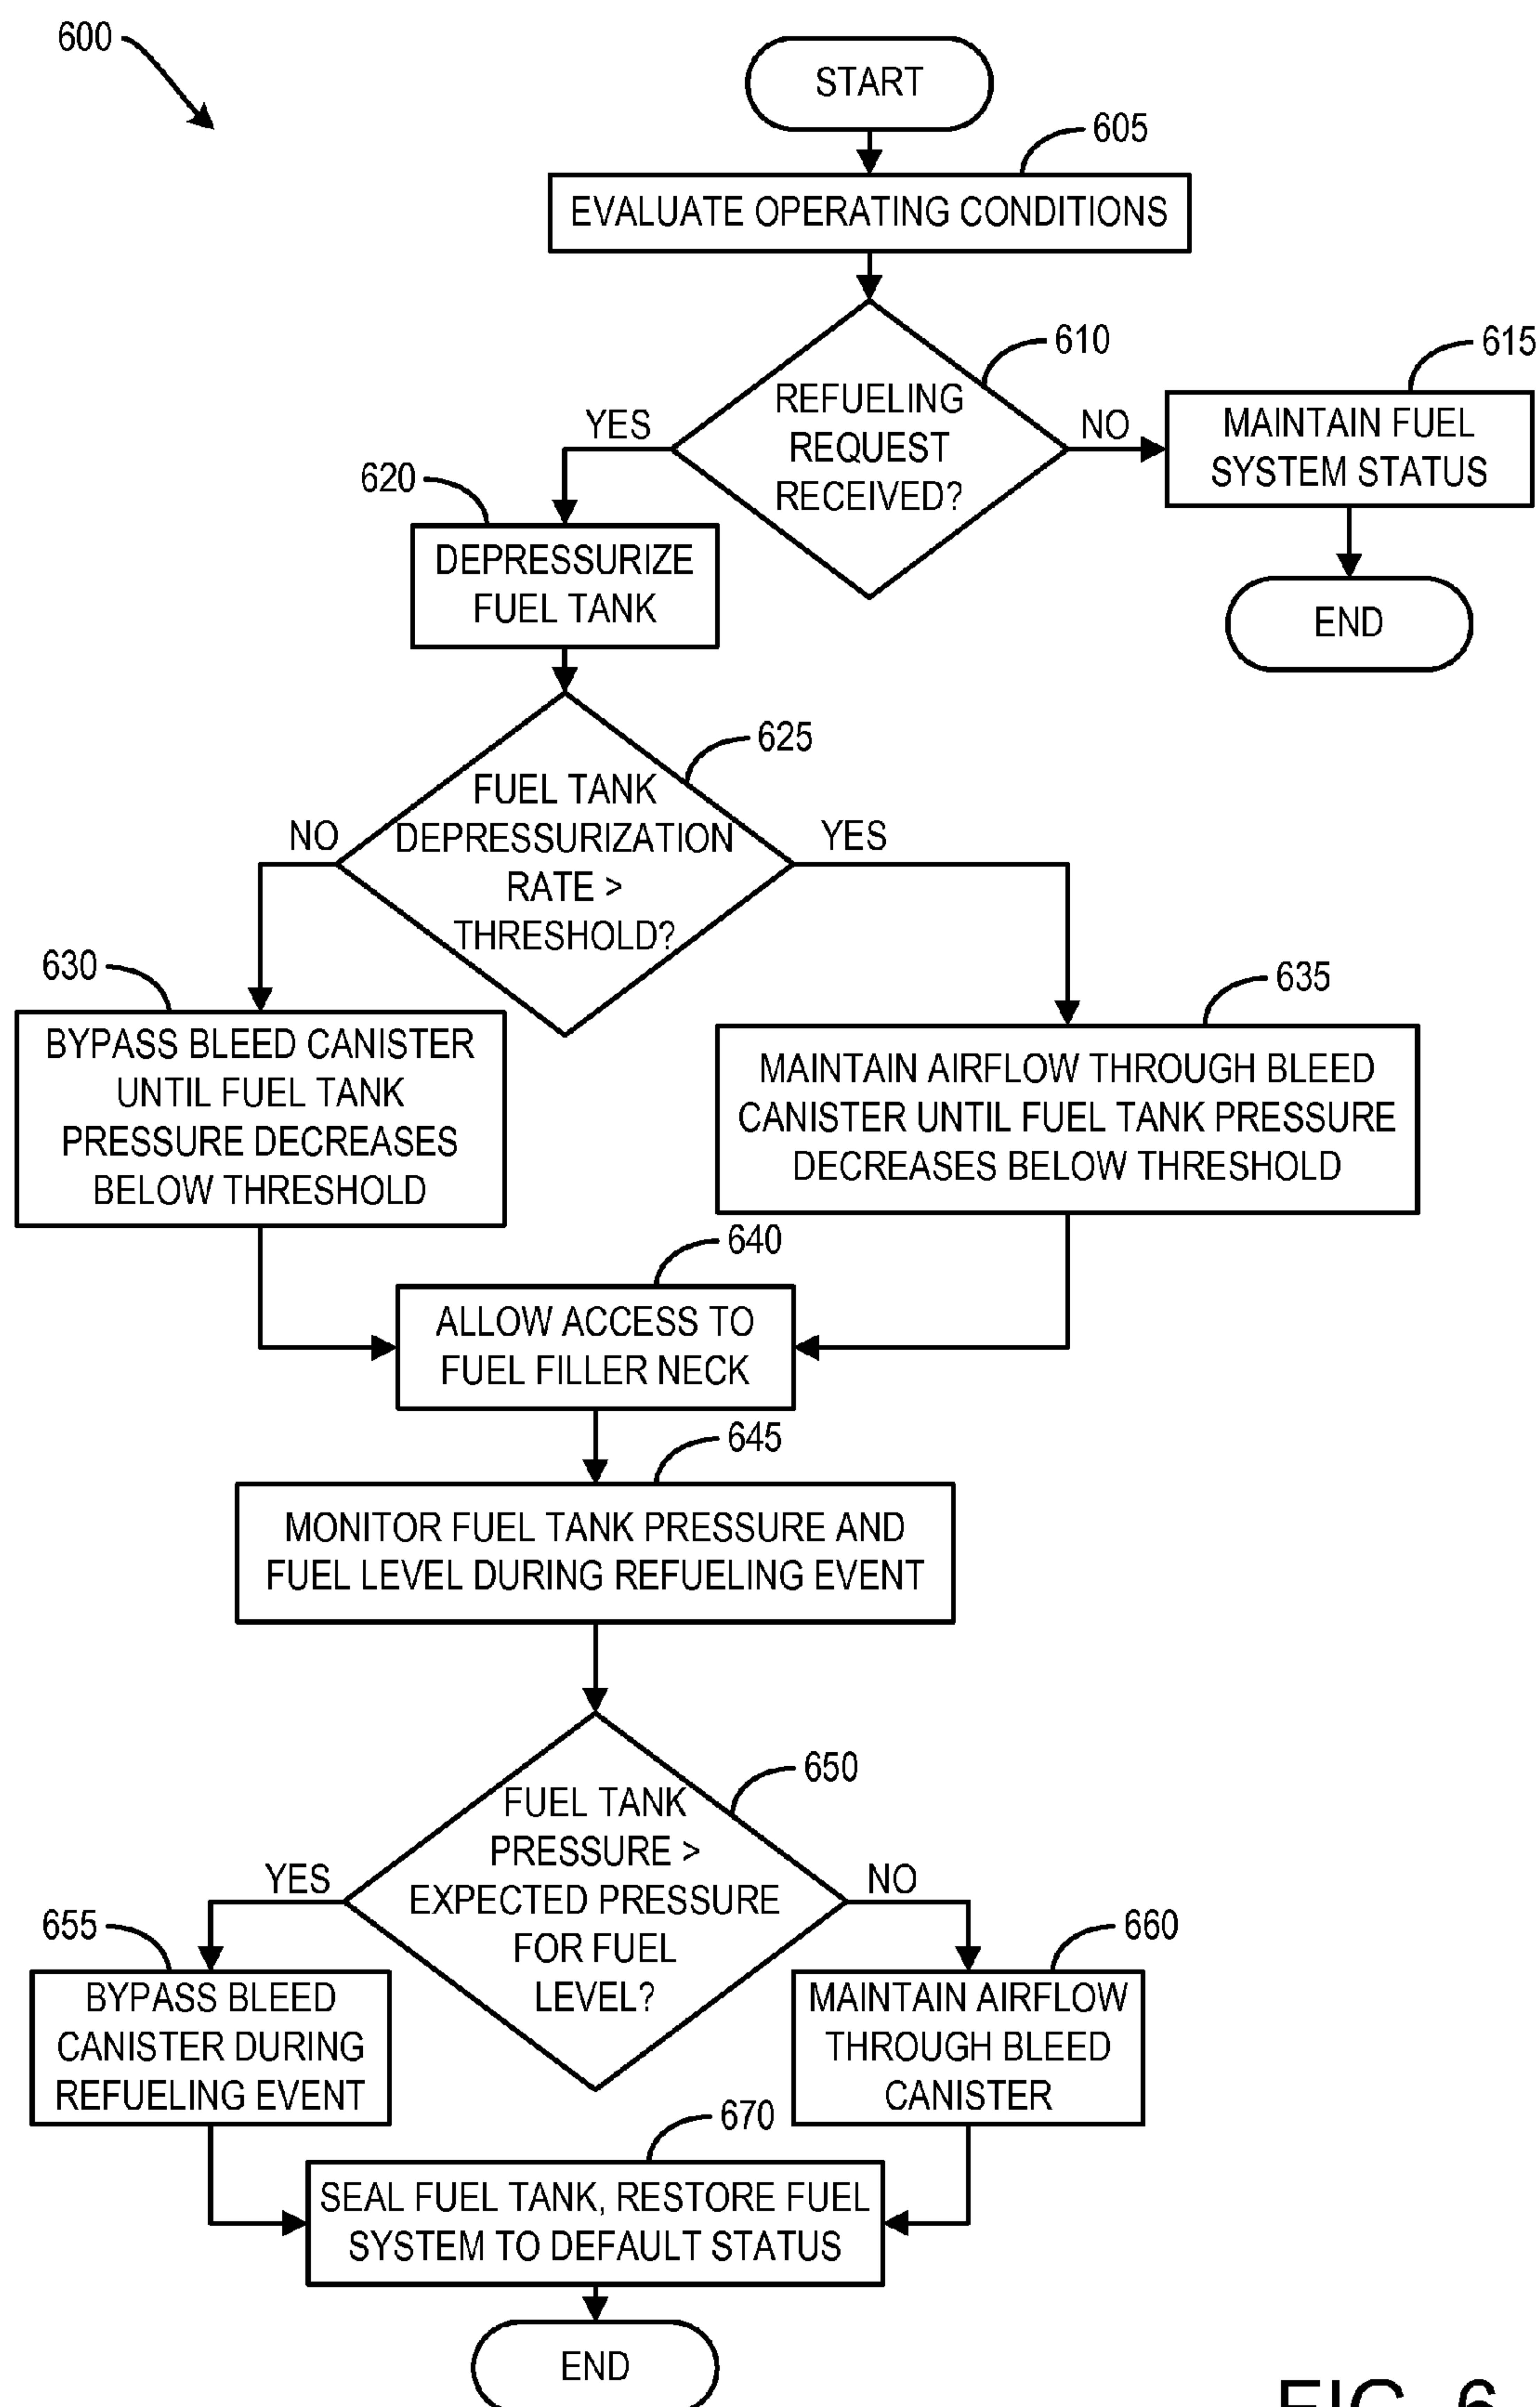 600
START
605
EVALUATE OPERATING CONDITIONS
610
REFUELING
REQUEST
RECEIVED?
YES
NO
615
MAINTAIN FUEL
SYSTEM STATUS
END
620
DEPRESSURIZE
FUEL TANK
625
FUEL TANK
DEPRESSURIZATION
RATE >
THRESHOLD?
NO
YES
630
BYPASS BLEED CANISTER
UNTIL FUEL TANK
PRESSURE DECREASES
BELOW THRESHOLD
635
MAINTAIN AIRFLOW THROUGH BLEED
CANISTER UNTIL FUEL TANK PRESSURE
DECREASES BELOW THRESHOLD
640
ALLOW ACCESS TO
FUEL FILLER NECK
645
MONITOR FUEL TANK PRESSURE AND
FUEL LEVEL DURING REFUELING EVENT
650
FUEL TANK
PRESSURE >
EXPECTED PRESSURE
FOR FUEL
LEVEL?
YES
NO
655
BYPASS BLEED
CANISTER DURING
REFUELING EVENT
660
MAINTAIN AIRFLOW
THROUGH BLEED
CANISTER
670
SEAL FUEL TANK, RESTORE FUEL
SYSTEM TO DEFAULT STATUS
END
FIG. 6